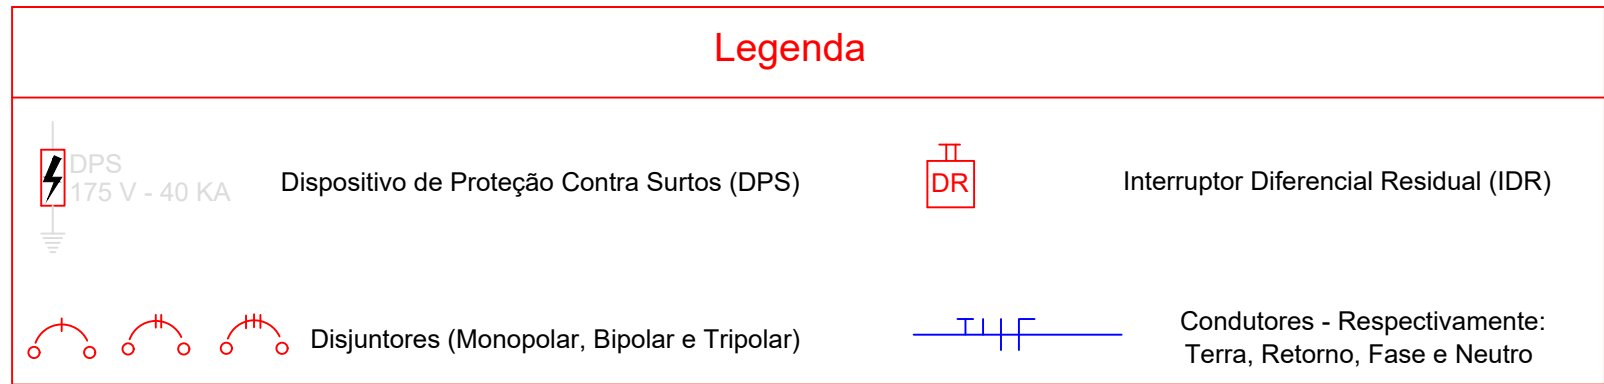 Legenda
DPS
175 V - 40 KA
Dispositivo de Proteção Contra Surtos (DPS)
DR
Interruptor Diferencial Residual (IDR)
Disjuntores (Monopolar, Bipolar e Tripolar)
Condutores - Respectivamente:
Terra, Retorno, Fase e Neutro